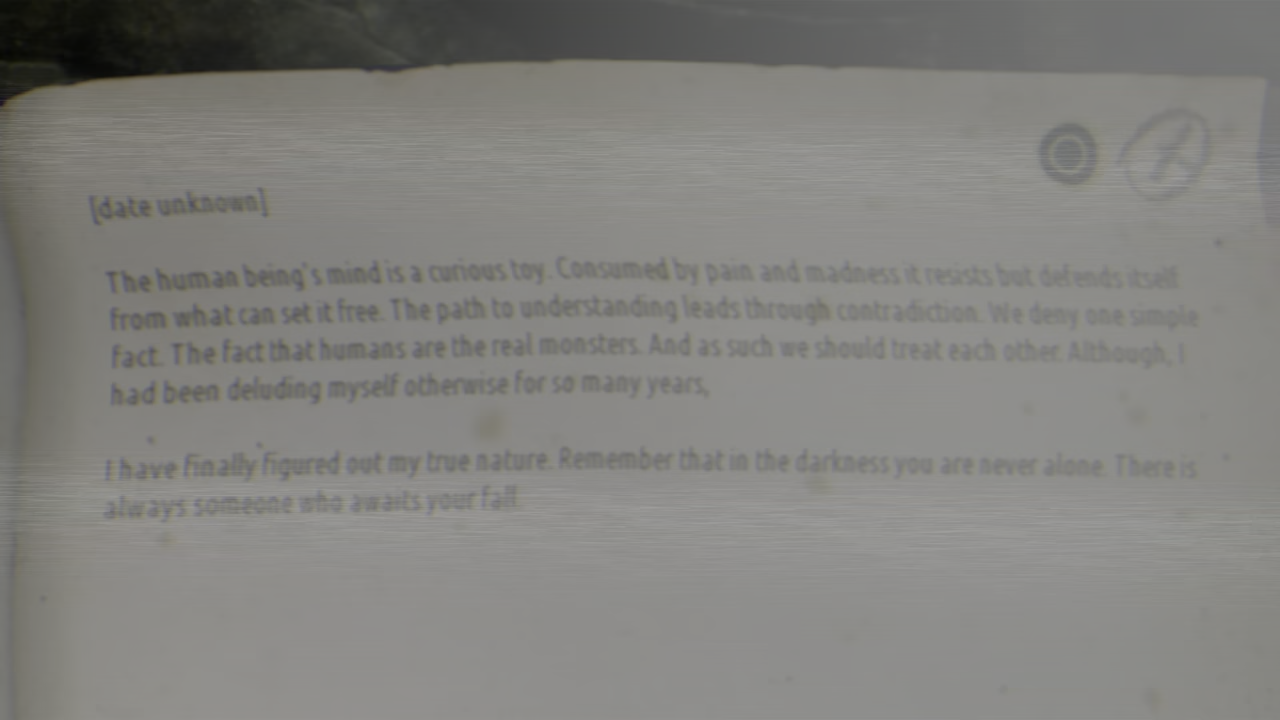 [date unknown]
The human being's mind is a curious toy. Consumed by pain and madness it resists but defends itself
from what can set it free. The path to understanding leads through contradiction. We deny one simple
fact. The fact that humans are the real monsters. And as such we should treat each other. Although, I
had been deluding myself otherwise for so many years,
I have finally figured out my true nature. Remember that in the darkness you are never alone. There is
always someone who awaits your fall.